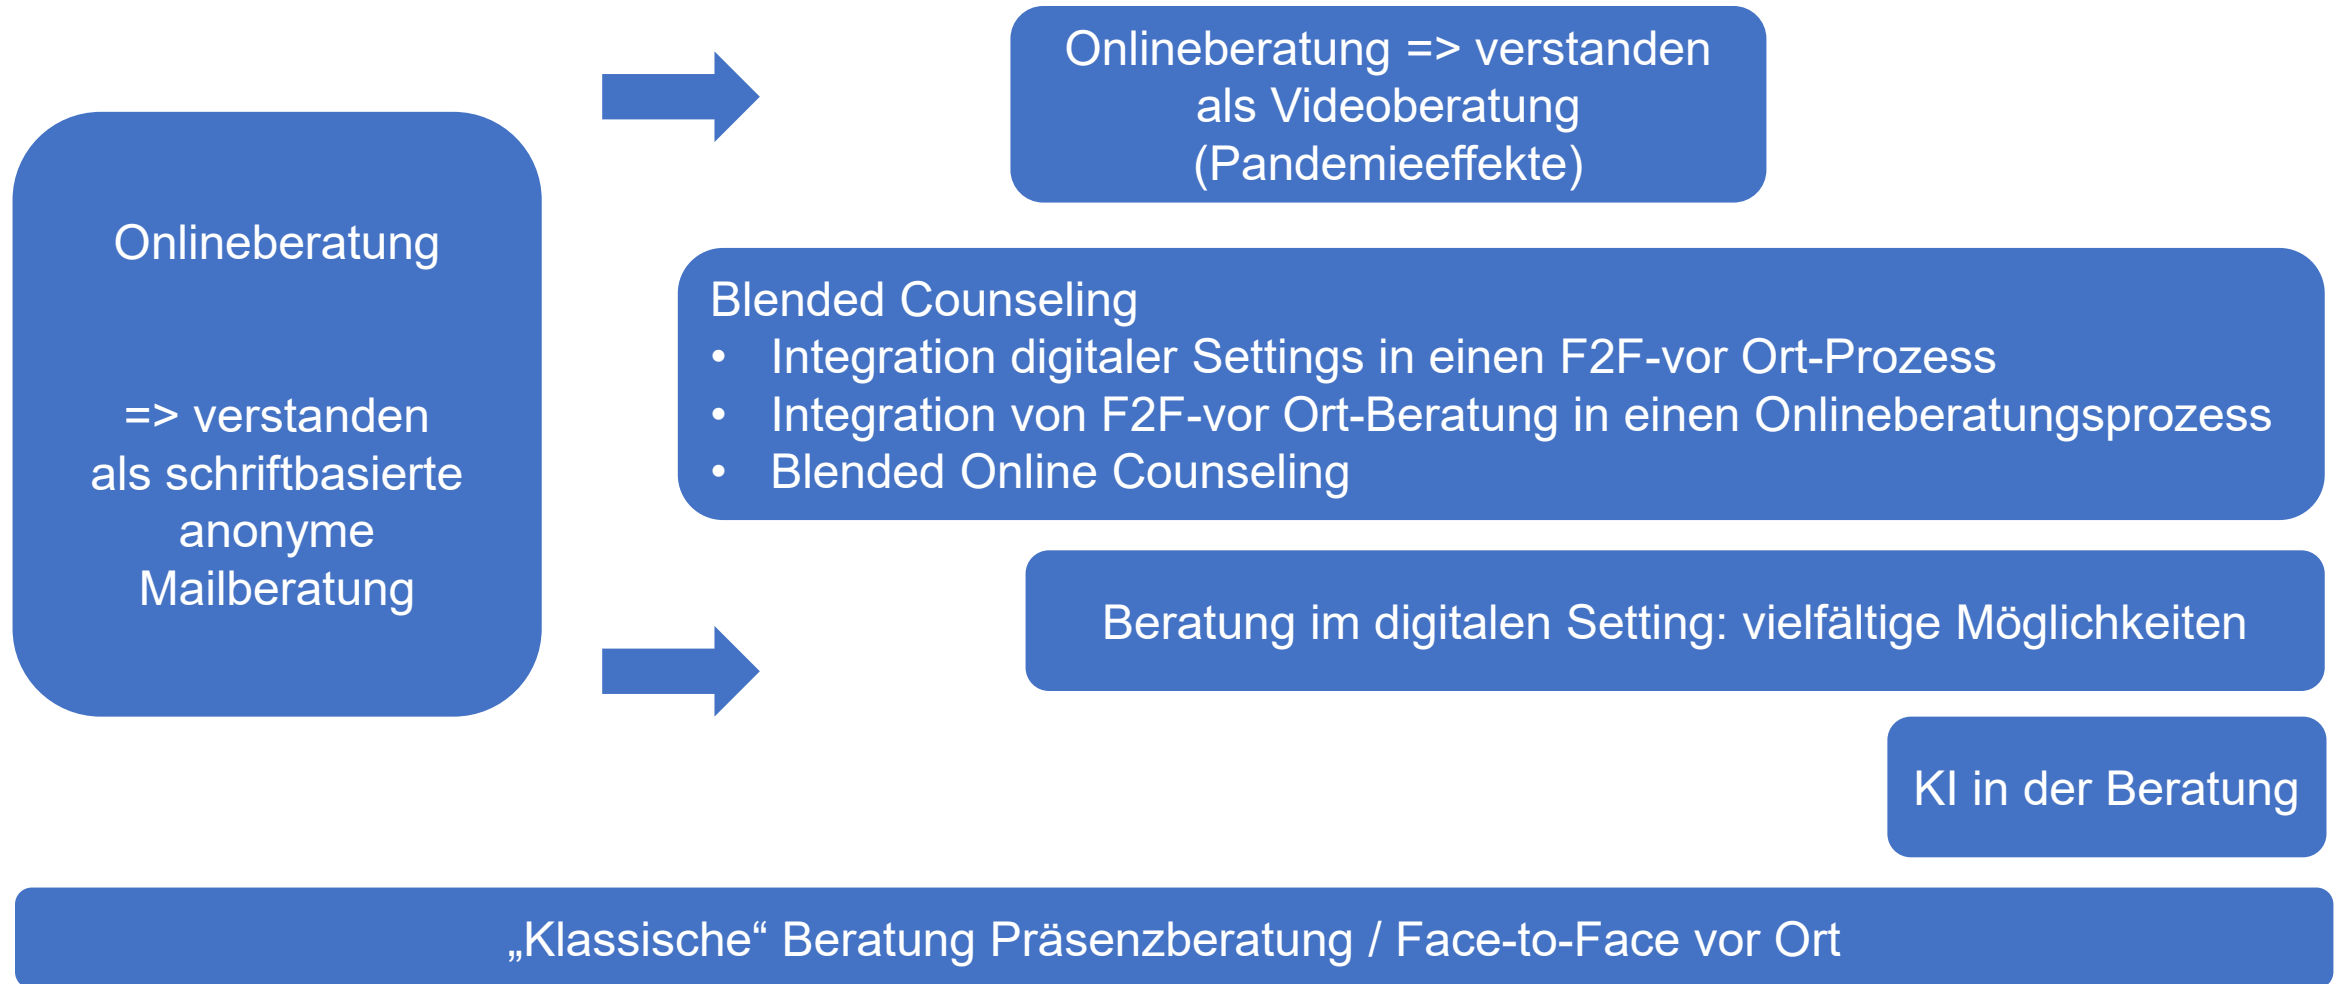 Onlineberatung
=> verstanden
als schriftbasierte
anonyme
Mailberatung
Onlineberatung => verstanden
als Videoberatung
(Pandemieeffekte)
Blended Counseling
• Integration digitaler Settings in einen F2F-vor Ort-Prozess
• Integration von F2F-vor Ort-Beratung in einen Onlineberatungsprozess
• Blended Online Counseling
Beratung im digitalen Setting: vielfältige Möglichkeiten
KI in der Beratung
„Klassische“ Beratung Präsenzberatung / Face-to-Face vor Ort